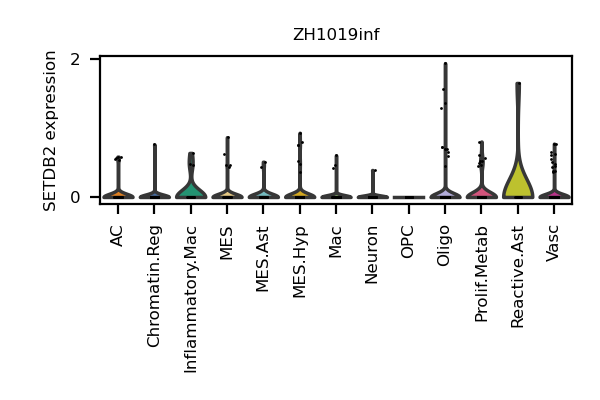 ZH1019inf
SETDB2 expression
2
0
AC
Chromatin.Reg
Inflammatory.Mac
MES
MES.Ast
MES.Hyp
Mac
Neuron
OPC
Oligo
Prolif.Metab
Reactive.Ast
Vasc